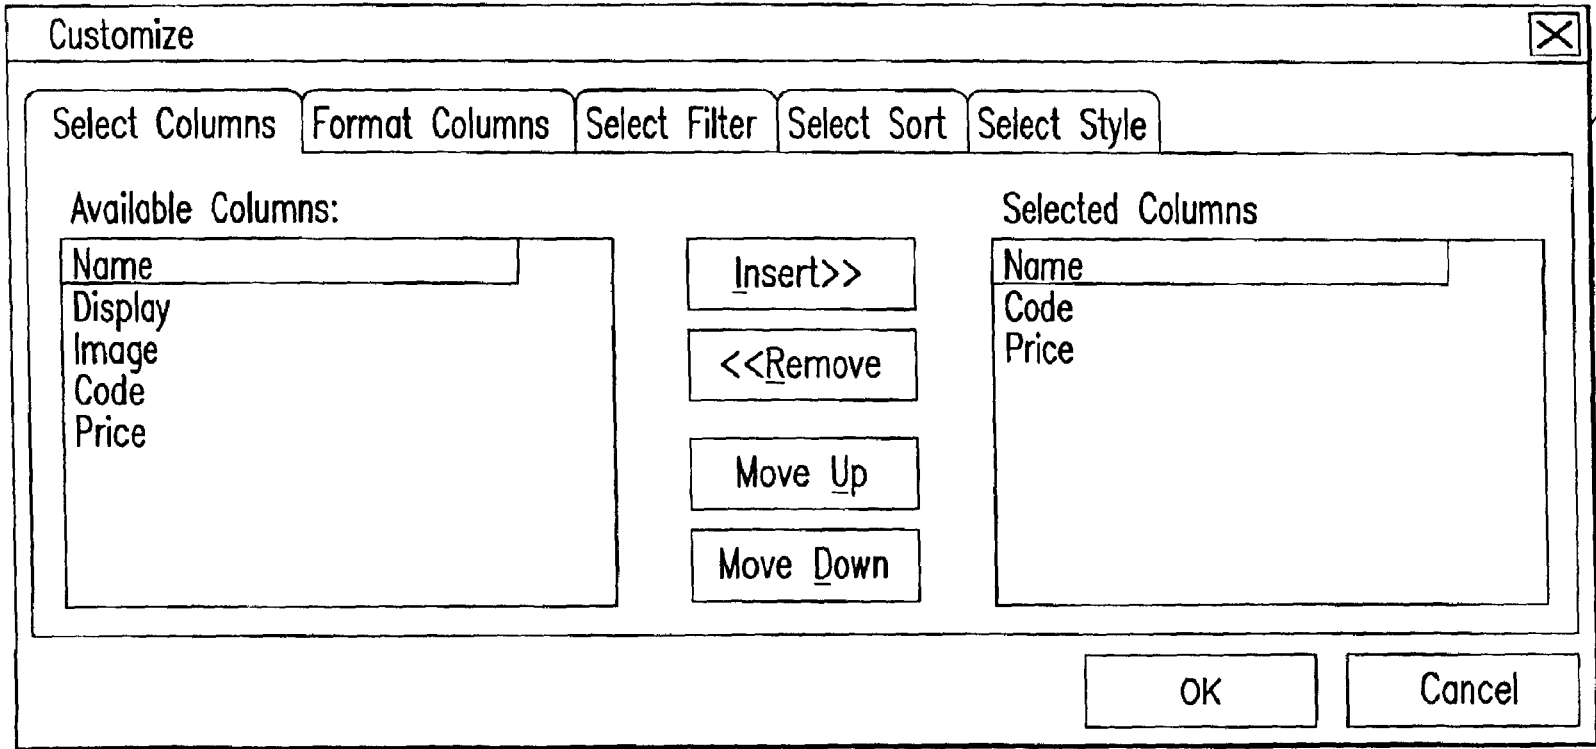 Customize
Select Columns Format Columns Select Filter Select Sort Select Style
Available Columns:
Name
Display
Image
Code
Price
Insert>>
<<Remove
Move Up
Move Down
Selected Columns
Name
Code
Price
OK Cancel